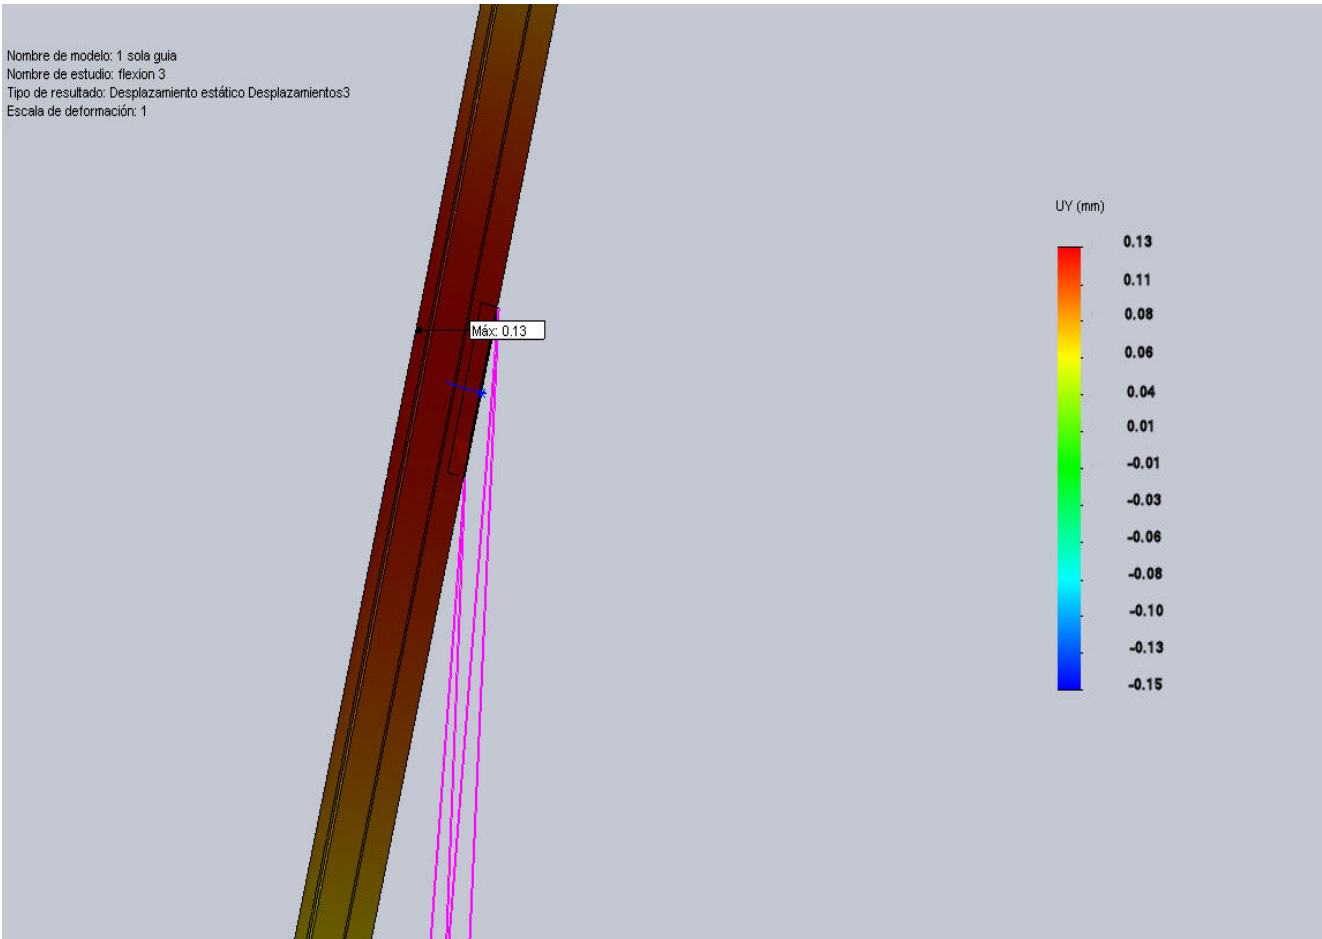 Nombre de modelo: 1 sola guia
Nombre de estudio: flexion 3
Tipo de resultado: Desplazamiento estático Desplazamientos3
Escala de deformación: 1
UY (mm)
0.13
0.11
0.08
0.06
0.04
0.01
-0.01
-0.03
-0.06
-0.08
-0.10
-0.13
-0.15
Máx: 0.13